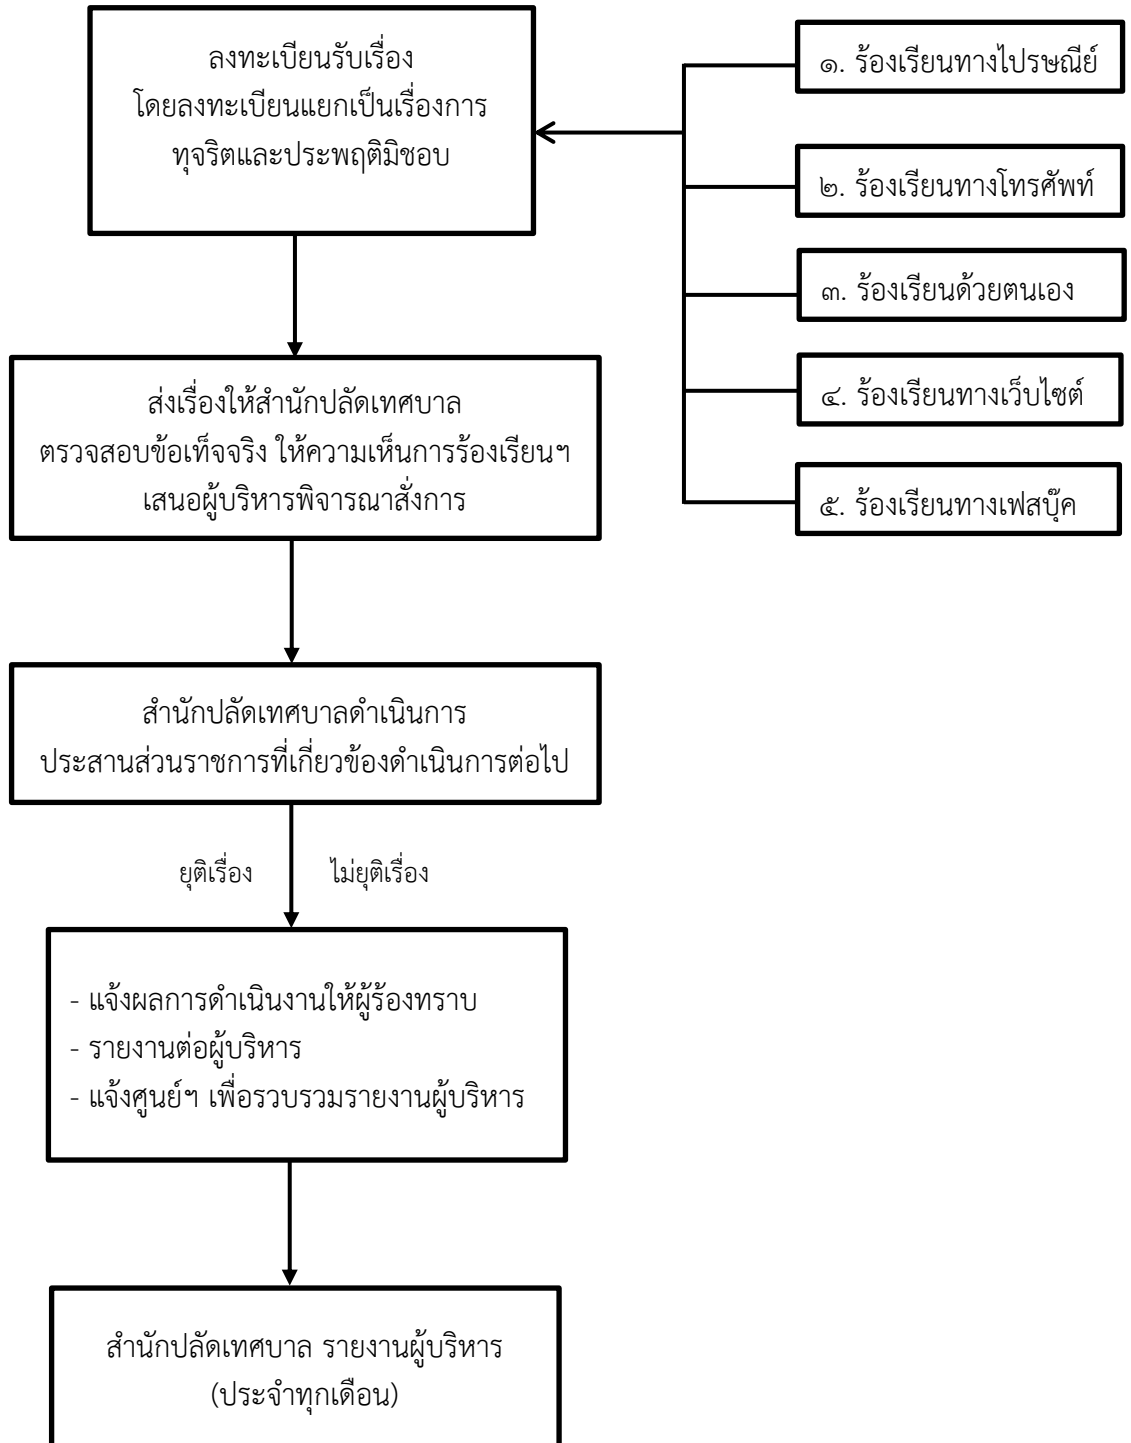 ลงทะเบียนรับเรื่อง
โดยลงทะเบียนแยกเป็นเรื่องการ
ทุจริตและประพฤติมิชอบ
๑. ร้องเรียนทางไปรษณีย์
๒. ร้องเรียนทางโทรศัพท์
๓. ร้องเรียนด้วยตนเอง
๔. ร้องเรียนทางเว็บไซต์
๕. ร้องเรียนทางเฟสบุ๊ค
ส่งเรื่องให้สำนักปลัดเทศบาล
ตรวจสอบข้อเท็จจริง ให้ความเห็นการร้องเรียนฯ
เสนอผู้บริหารพิจารณาสั่งการ
สำนักปลัดเทศบาลดำเนินการ
ประสานส่วนราชการที่เกี่ยวข้องดำเนินการต่อไป
ยุติเรื่อง ไม่ยุติเรื่อง
- แจ้งผลการดำเนินงานให้ผู้ร้องทราบ
- รายงานต่อผู้บริหาร
- แจ้งศูนย์ฯ เพื่อรวบรวมรายงานผู้บริหาร
สำนักปลัดเทศบาล รายงานผู้บริหาร
(ประจำทุกเดือน)